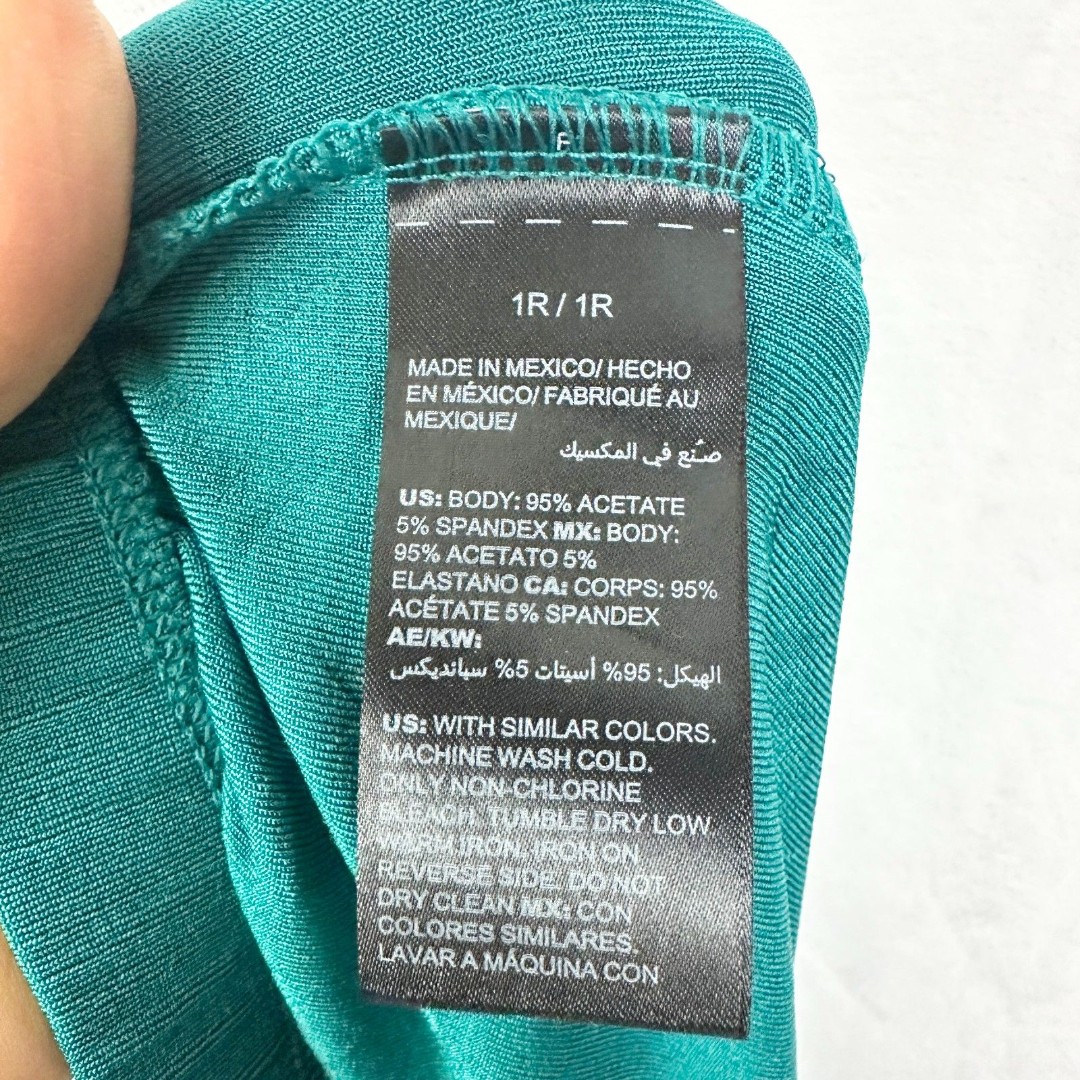 1R / 1R
MADE IN MEXICO/ HECHO
EN MÉXICO/ FABRIQUÉ AU
MEXIQUE/
صُنع في المكسيك
US: BODY: 95% ACETATE
5% SPANDEX MX: BODY:
95% ACETATO 5%
ELASTANO CA: CORPS: 95%
ACÉTATE 5% SPANDEX
AE/KW:
الهيكل: 95% أسيتات 5% سباندیکس
US: WITH SIMILAR COLORS.
MACHINE WASH COLD.
ONLY NON-CHLORINE
BLEACH. TUMBLE DRY LOW.
WARM IRON. IRON ON
REVERSE SIDE. DO NOT
DRY CLEAN MX: CON
COLORES SIMILARES.
LAVAR A MÁQUINA CON